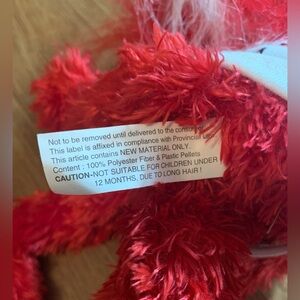 Not to be removed until delivered to the consumer
This label is affixed in compliance with Provincial Law
This article contains NEW MATERIAL ONLY.
Content : 100% Polyester Fiber & Plastic Pellets
CAUTION-NOT SUITABLE FOR CHILDREN UNDER
12 MONTHS, DUE TO LONG HAIR !